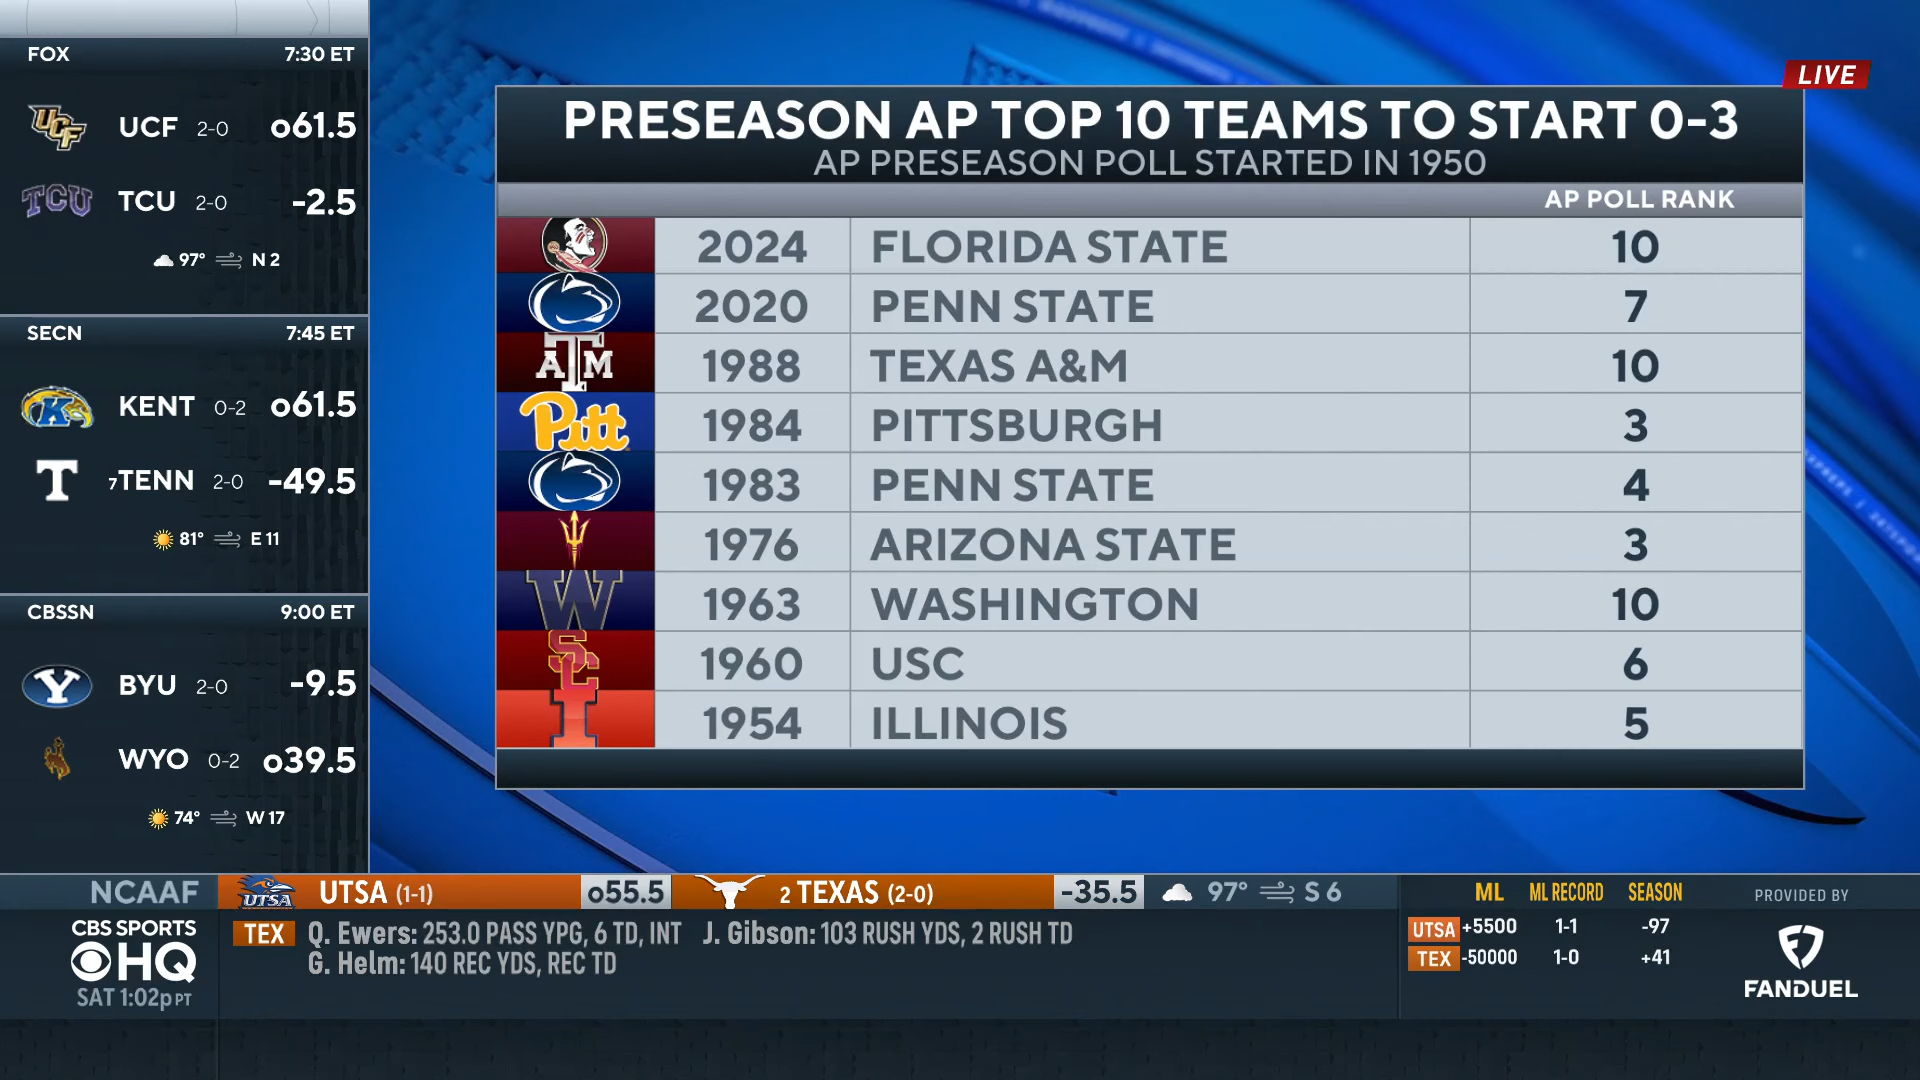 FOX 7:30 ET
UCF UCF 2-0 o61.5
TCU TCU 2-0 -2.5
97° N 2
SECN 7:45 ET
K KENT 0-2 o61.5
T 7TENN 2-0 -49.5
81° E 11
CBSSN 9:00 ET
Y BYU 2-0 -9.5
WYO 0-2 o39.5
74° W 17
LIVE
PRESEASON AP TOP 10 TEAMS TO START 0-3
AP PRESEASON POLL STARTED IN 1950
AP POLL RANK
2024 FLORIDA STATE 10
2020 PENN STATE 7
ATM 1988 TEXAS A&M 10
Pitt 1984 PITTSBURGH 3
1983 PENN STATE 4
1976 ARIZONA STATE 3
W 1963 WASHINGTON 10
SC 1960 USC 6
I 1954 ILLINOIS 5
NCAAF UTSA UTSA (1-1) o55.5 2 TEXAS (2-0) -35.5 97° S 6
TEX Q. Ewers: 253.0 PASS YPG, 6 TD, INT J. Gibson: 103 RUSH YDS, 2 RUSH TD
G. Helm: 140 REC YDS, REC TD
CBS SPORTS
HQ
SAT 1:02p PT
ML ML RECORD SEASON
UTSA +5500 1-1 -97
TEX -50000 1-0 +41
PROVIDED BY
FANDUEL